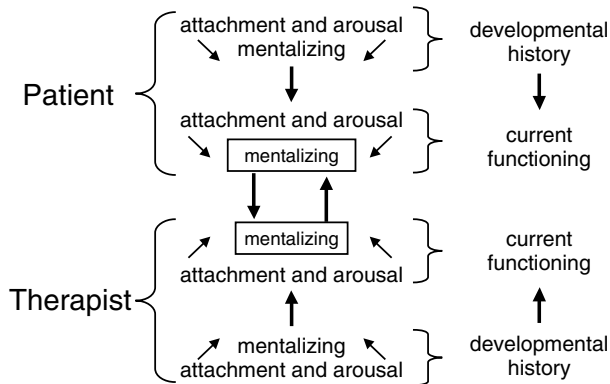 attachment and arousal
mentalizing
developmental
history
Patient
attachment and arousal
mentalizing
current
functioning
mentalizing
attachment and arousal
current
functioning
Therapist
mentalizing
attachment and arousal
developmental
history